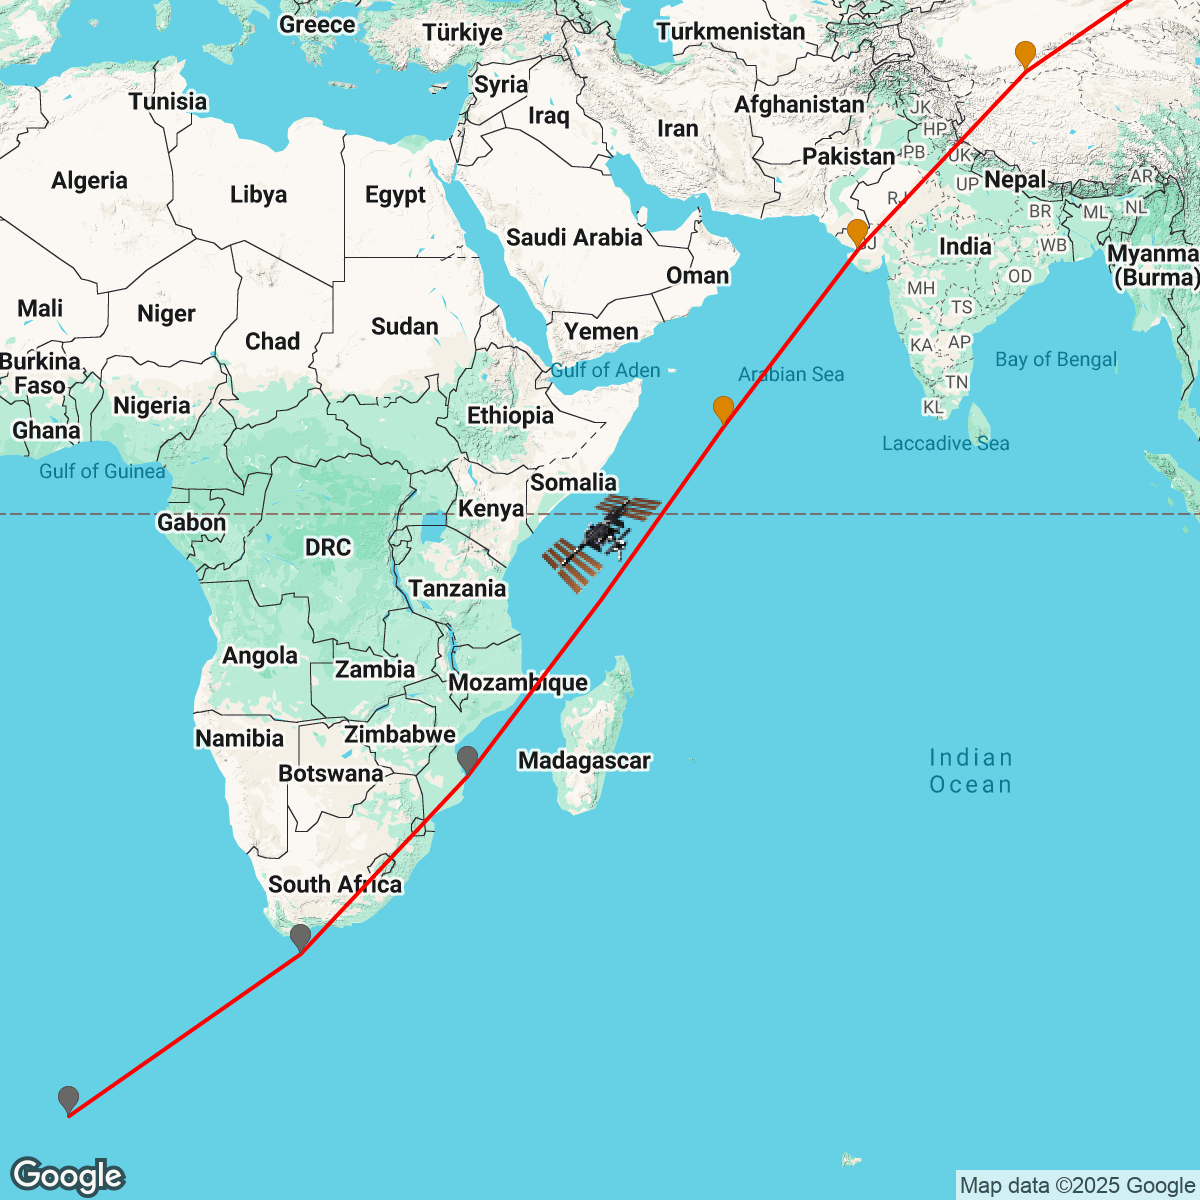 Greece
Türkiye
Turkmenistan
Syria
Tunisia
Afghanistan
JK
Iraq
Iran
HP
Pakistan
PB
UK
Algeria
Libya
Egypt
UP
Nepal
AR
RJ
BR
ML
NL
Saudi Arabia
GJ
India
WB
Myanmar
(Burma)
Oman
OD
MH
Mali
Niger
Sudan
Yemen
TS
Chad
KA
AP
Burkina
Faso
Gulf of Aden
Arabian Sea
Bay of Bengal
TN
Nigeria
Ethiopia
KL
Ghana
Laccadive Sea
Gulf of Guinea
Somalia
Kenya
Gabon
DRC
Tanzania
Angola
Zambia
Mozambique
Namibia
Zimbabwe
Botswana
Madagascar
Indian
Ocean
South Africa
Google
Map data ©2025 Google